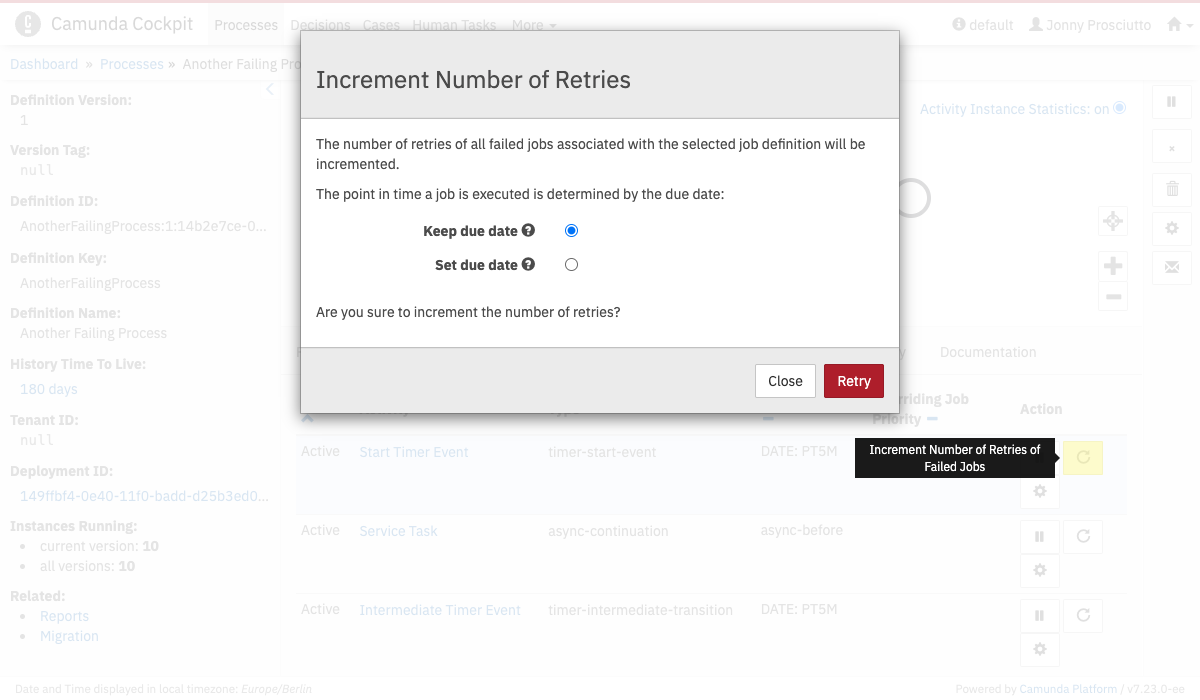 Camunda Cockpit Processes Decisions Cases Human Tasks More default Jonny Prosciutto
Dashboard » Processes » Another Failing Pro
Increment Number of Retries
The number of retries of all failed jobs associated with the selected job definition will be
incremented.
The point in time a job is executed is determined by the due date:
Keep due date
Set due date
Are you sure to increment the number of retries?
Close Retry
Definition Version:
1
Version Tag:
null
Definition ID:
AnotherFailingProcess:1:14b2e7ce-0...
Definition Key:
AnotherFailingProcess
Definition Name:
Another Failing Process
History Time To Live:
180 days
Tenant ID:
null
Deployment ID:
149ffbf4-0e40-11f0-badd-d25b3ed0...
Instances Running:
current version: 10
all versions: 10
Related:
Reports
Migration
Activity Instance Statistics: on
Documentation
rriding Job
Priority
Action
Active Start Timer Event timer-start-event DATE: PT5M
Increment Number of Retries of
Failed Jobs
Active Service Task async-continuation async-before
Active Intermediate Timer Event timer-intermediate-transition DATE: PT5M
Date and Time displayed in local timezone: Europe/Berlin
Powered by Camunda Platform / v7.23.0-ee